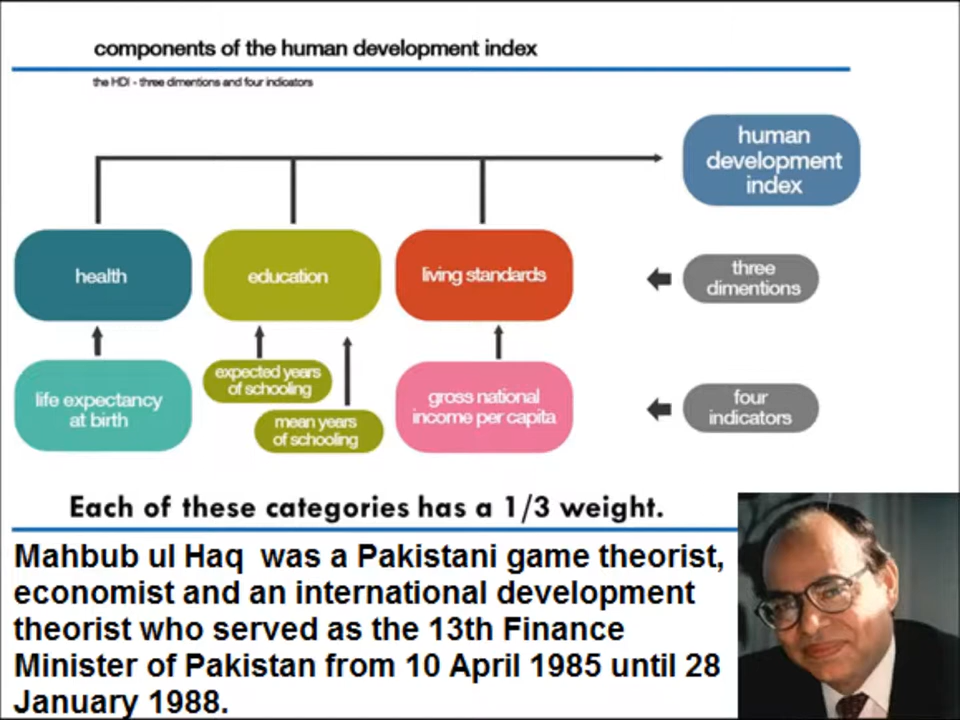 components of the human development index
the HDI - three dimentions and four indicators
human
development
index
health
education
living standards
three
dimentions
life expectancy
at birth
expected years
of schooling
mean years
of schooling
gross national
income per capita
four
indicators
Each of these categories has a 1/3 weight.
Mahbub ul Haq was a Pakistani game theorist,
economist and an international development
theorist who served as the 13th Finance
Minister of Pakistan from 10 April 1985 until 28
January 1988.